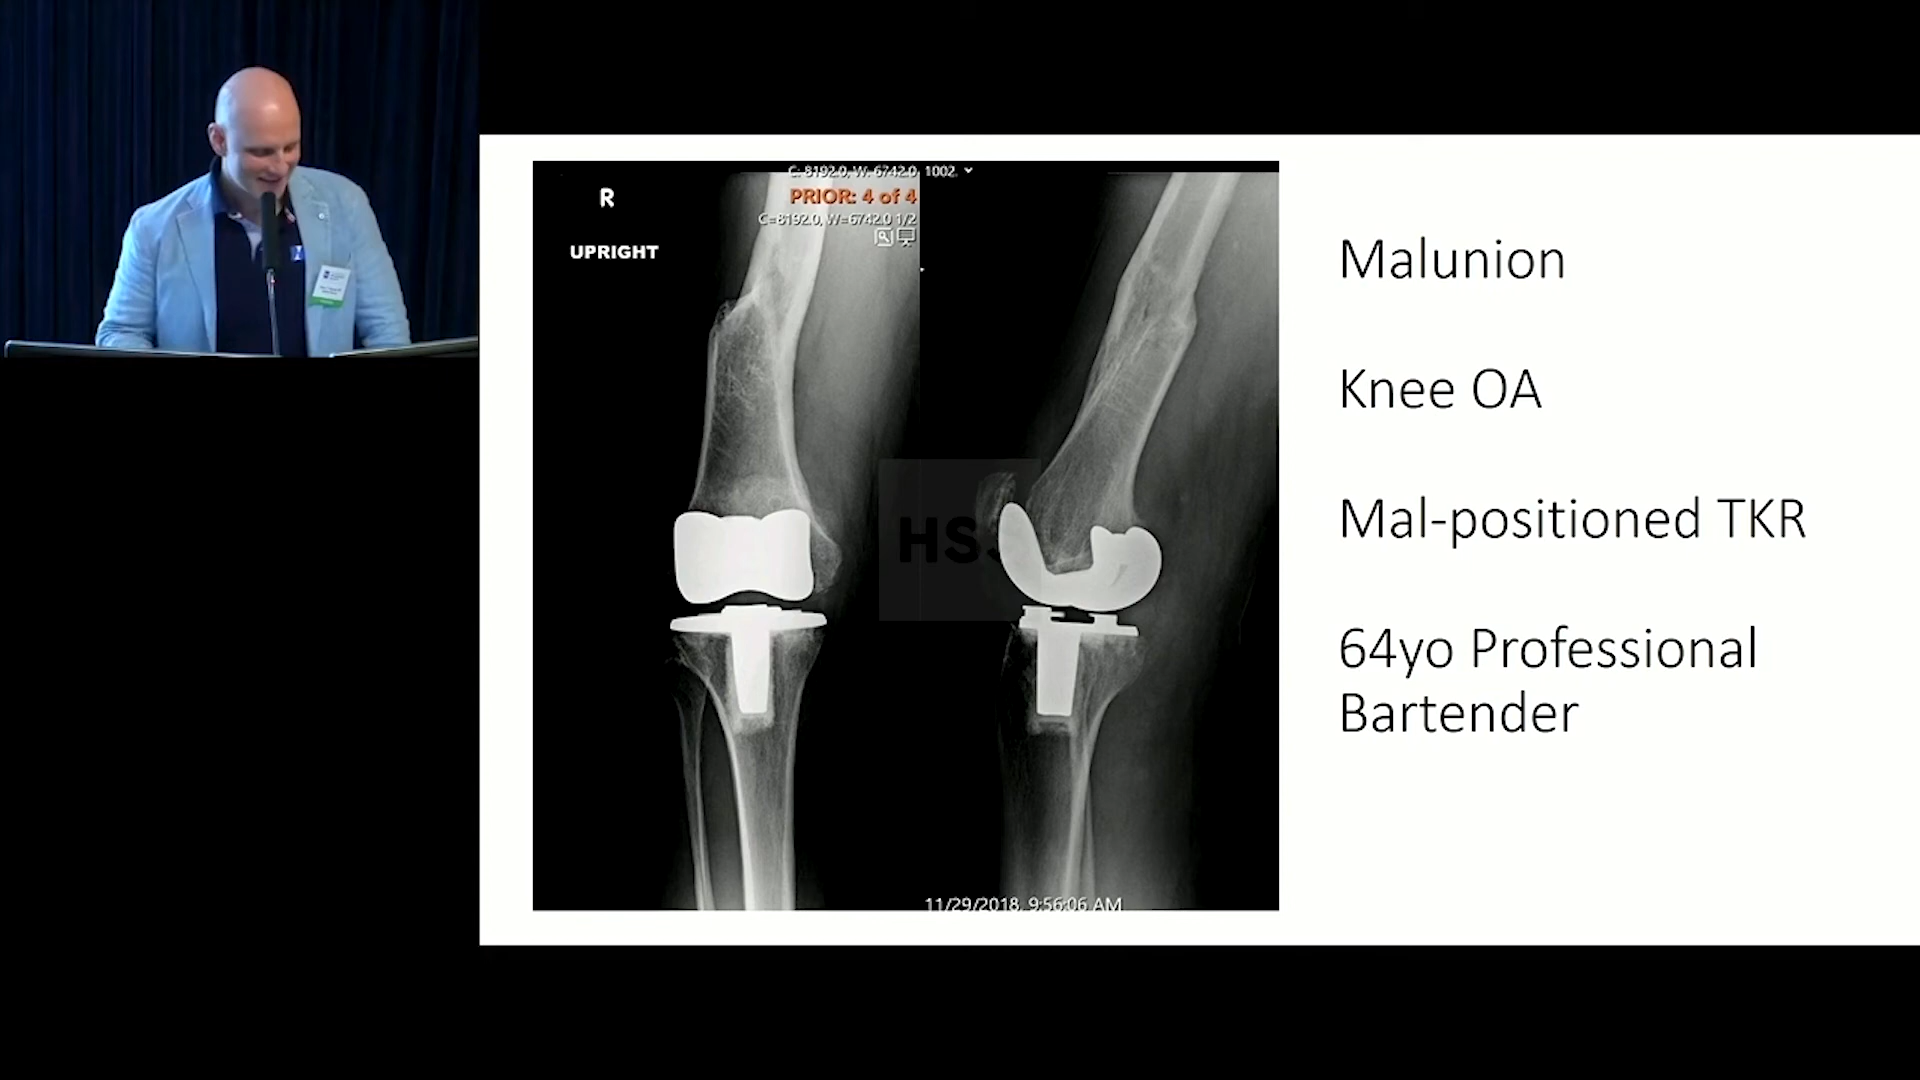 C: 8192.0, W: 6742.0 1002
R
PRIOR: 4 of 4
C=8192.0, W=6742.0 1/2
UPRIGHT
Malunion
Knee OA
Mal-positioned TKR
HSS
64yo Professional
Bartender
11/29/2018, 9:56:06 AM